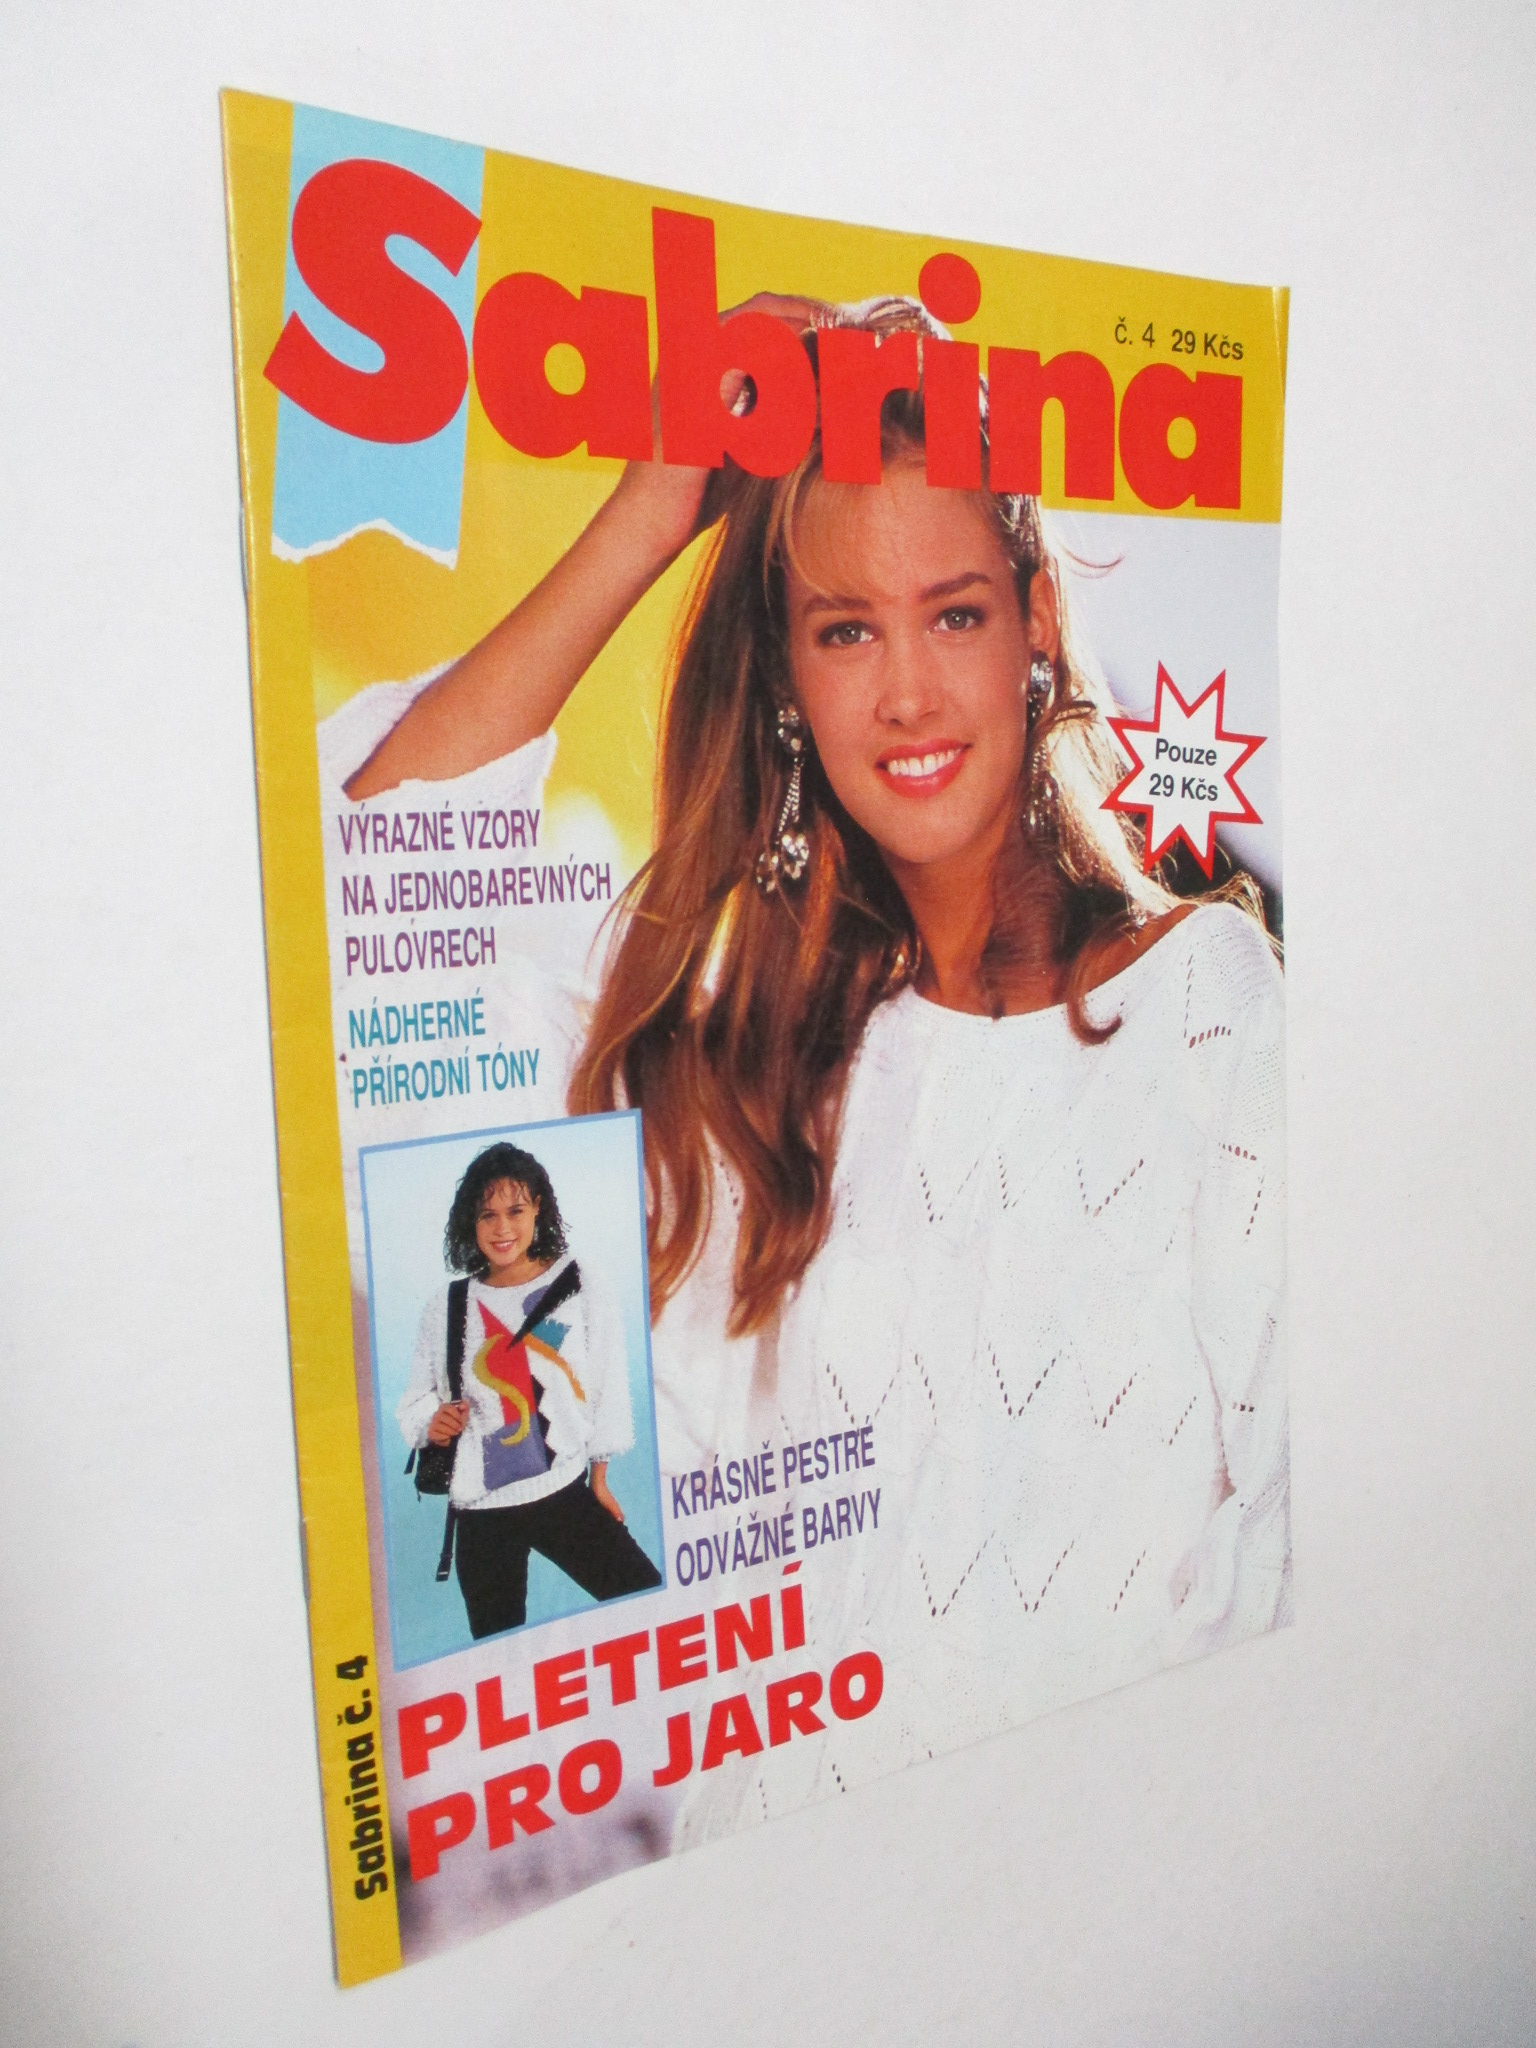 Sabrina
č. 4 29 Kčs
Pouze
29 Kčs
VÝRAZNÉ VZORY
NA JEDNOBAREVNÝCH
PULOVRECH
NÁDHERNÉ
PŘÍRODNÍ TÓNY
KRÁSNĚ PESTRÉ
ODVÁŽNÉ BARVY
PLETENÍ
PRO JARO
Sabrina č. 4